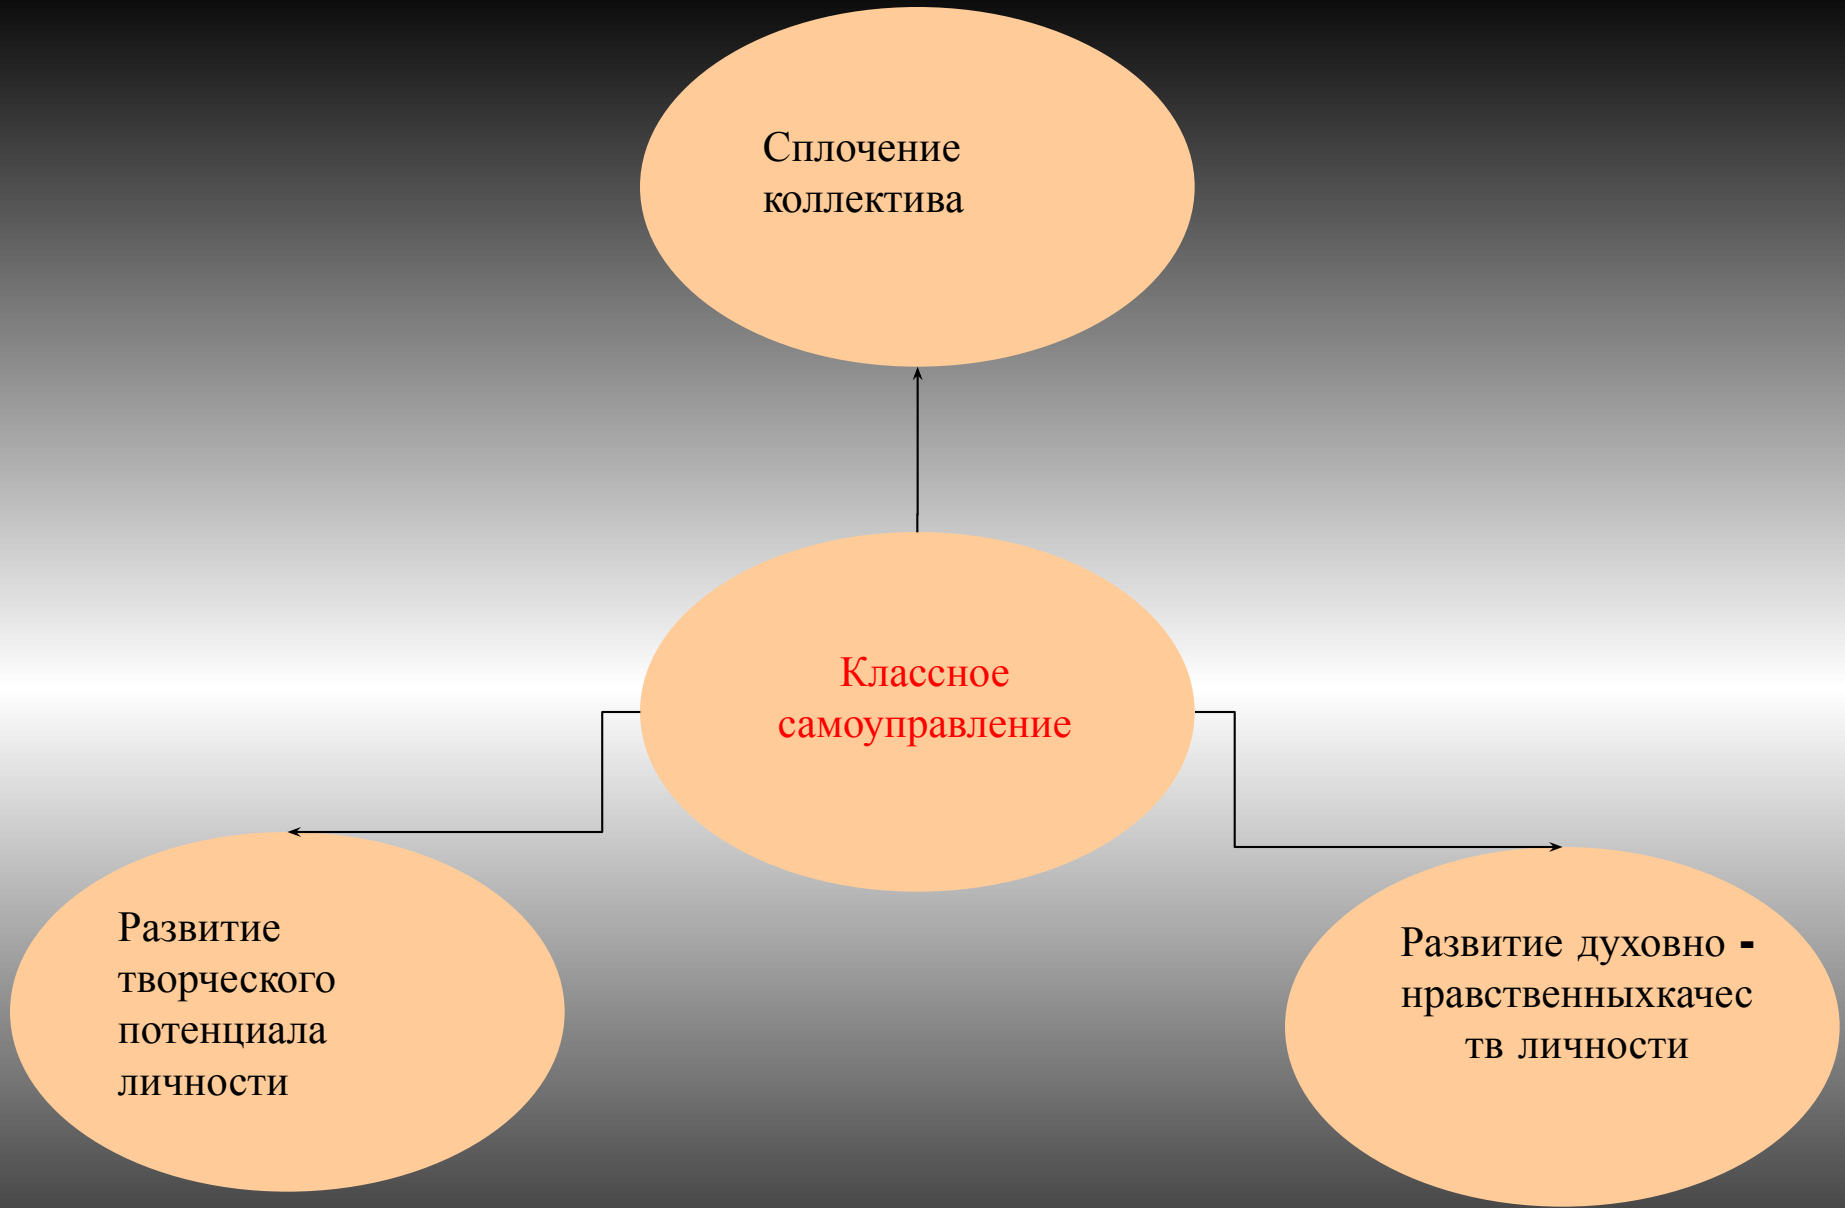 Сплочение
коллектива
Классное
самоуправление
Развитие
творческого
потенциала
личности
Развитие духовно -
нравственныхкачес
тв личности